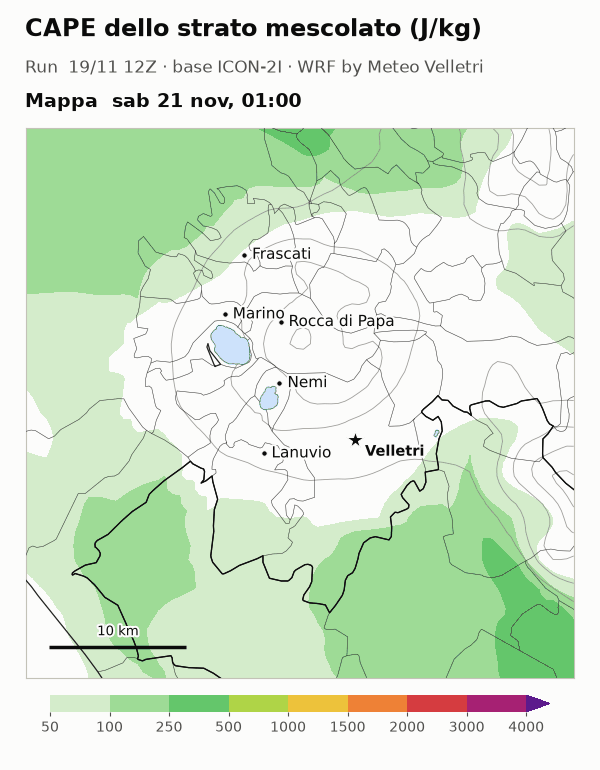 CAPE dello strato mescolato (J/kg)
Run  19/11 12Z · base ICON-2I · WRF by Meteo Velletri
Mappa  sab 21 nov, 01:00
Frascati
Marino
Rocca di Papa
Nemi
Velletri
Lanuvio
10 km
50 100 250 500 1000 1500 2000 3000 4000